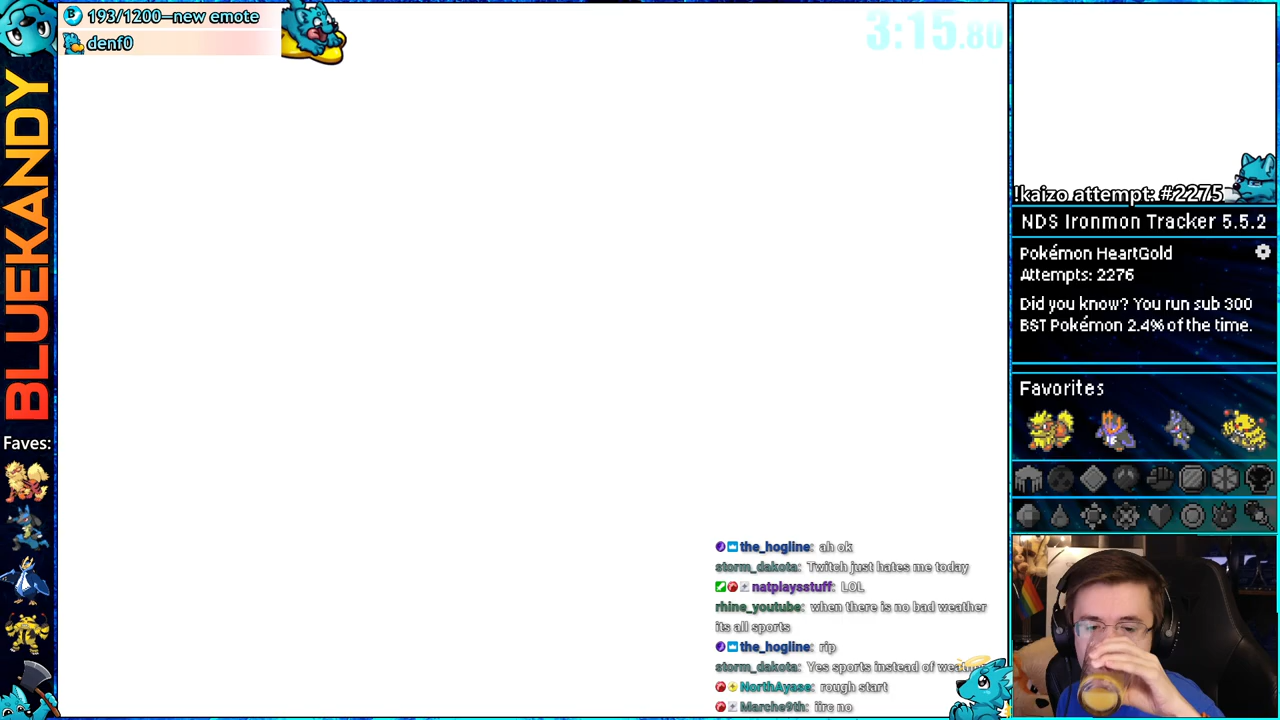 193/1200—new emote
denf0
3:15.80
BLUEKANDY
Faves:
!kaizo attempt: #2275
NDS Ironmon Tracker 5.5.2
Pokémon HeartGold
Attempts: 2276
Did you know? You run sub 300
BST Pokémon 2.4% of the time.
Favorites
the_hogline: ah ok
storm_dakota: Twitch just hates me today
natplaysstuff: LOL
rhine_youtube: when there is no bad weather
its all sports
the_hogline: rip
storm_dakota: Yes sports instead of weather
NorthAyase: rough start
Marche9th: iirc no